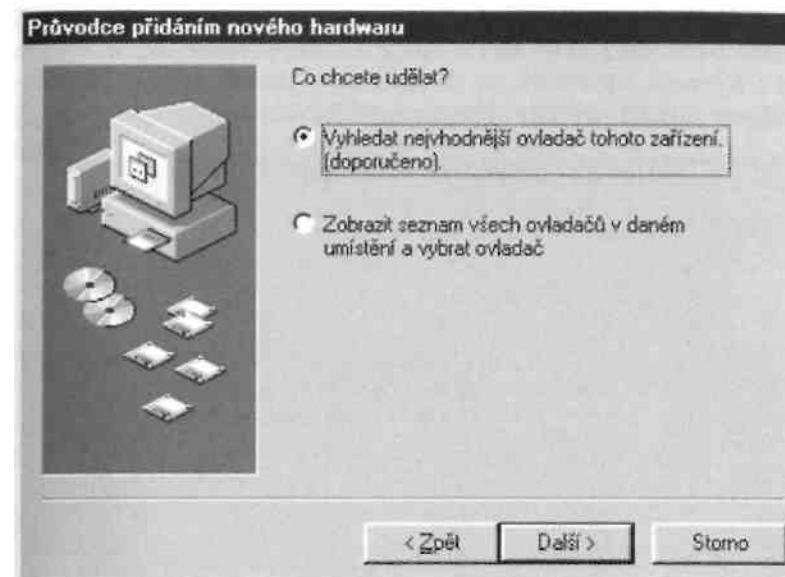 Průvodce přidáním nového hardwaru
Co chcete udělat?
Vyhledat nejvhodnější ovladač tohoto zařízení.
(doporučeno).
Zobrazit seznam všech ovladačů v daném
umístění a vybrat ovladač
< Zpět
Další >
Storno